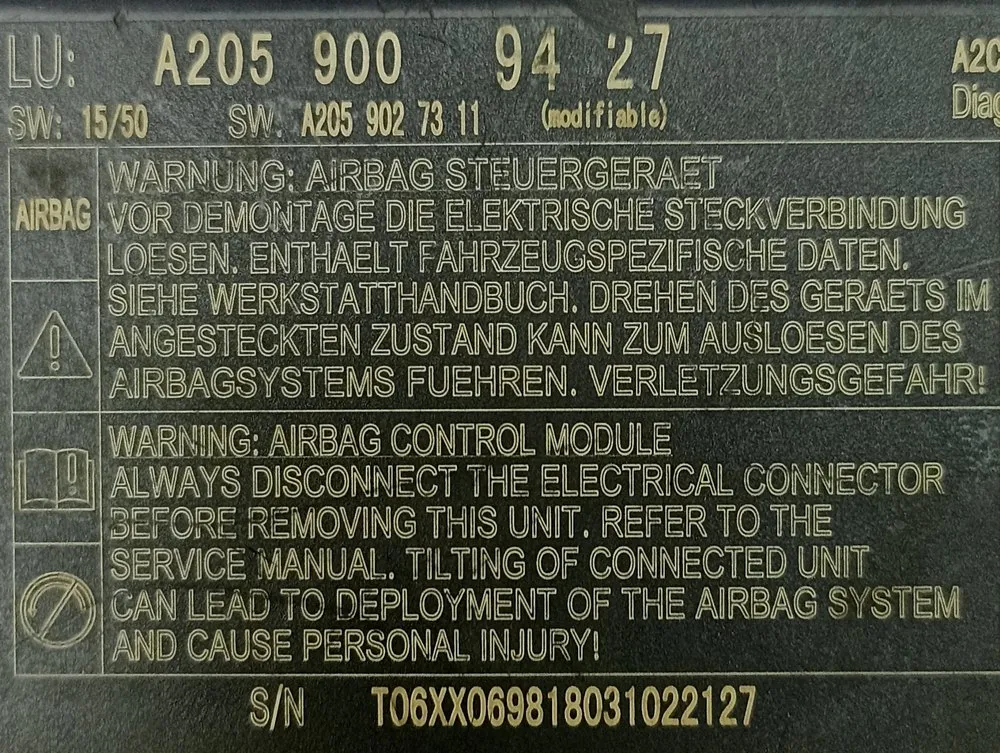 LU: A205 900 94 27 A2C
SW: 15/50 SW. A205 902 73 11 (modifiable) Diag
AIRBAG
WARNUNG: AIRBAG STEUERGERAET
VOR DEMONTAGE DIE ELEKTRISCHE STECKVERBINDUNG
LOESEN. ENTHAELT FAHRZEUGSPEZIFISCHE DATEN.
SIEHE WERKSTATTHANDBUCH. DREHEN DES GERAETS IM
ANGESTECKTEN ZUSTAND KANN ZUM AUSLOESEN DES
AIRBAGSYSTEMS FUEHREN. VERLETZUNGSGEFAHR!
WARNING: AIRBAG CONTROL MODULE
ALWAYS DISCONNECT THE ELECTRICAL CONNECTOR
BEFORE REMOVING THIS UNIT. REFER TO THE
SERVICE MANUAL. TILTING OF CONNECTED UNIT
CAN LEAD TO DEPLOYMENT OF THE AIRBAG SYSTEM
AND CAUSE PERSONAL INJURY!
S/N T06XX069818031022127